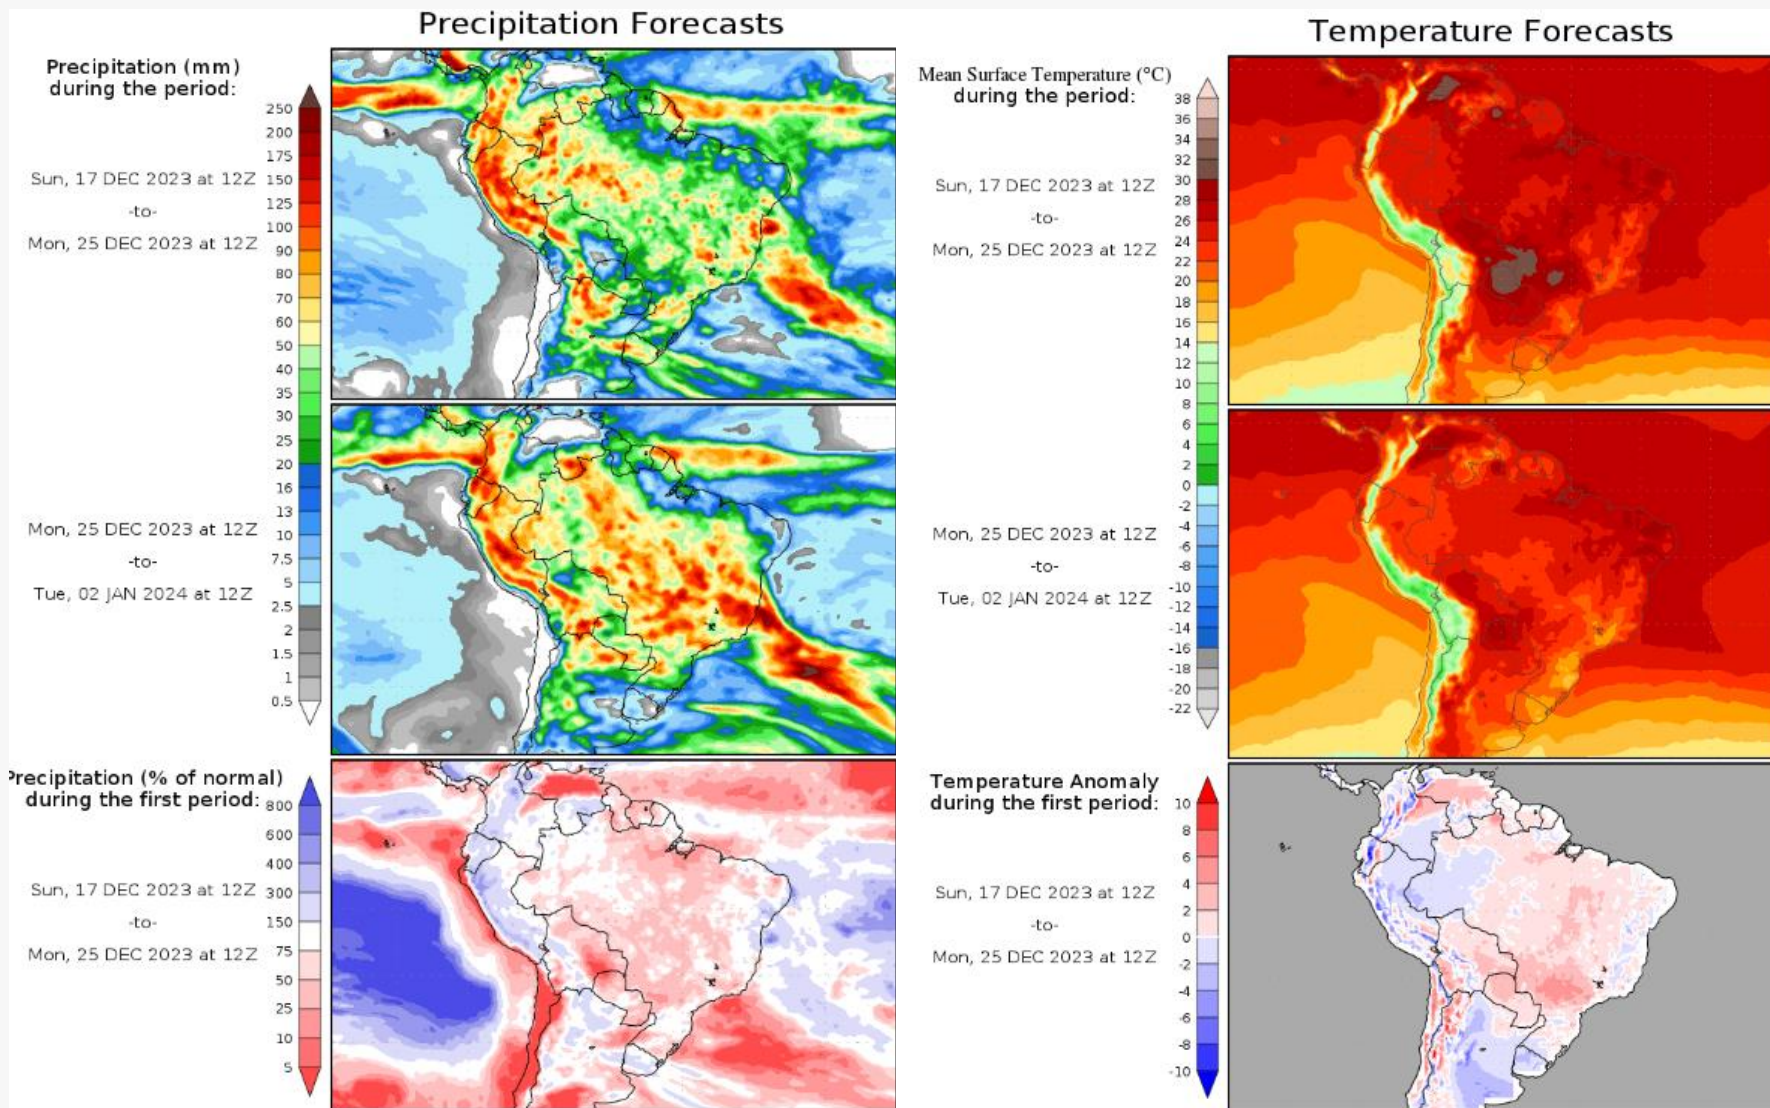 Precipitation Forecasts
Precipitation (mm)
during the period:
Sun, 17 DEC 2023 at 12Z
-to-
Mon, 25 DEC 2023 at 12Z
250
200
175
150
125
100
90
80
70
60
50
40
35
30
25
20
16
13
10
7.5
5
2.5
2
1.5
1
0.5
Mon, 25 DEC 2023 at 12Z
-to-
Tue, 02 JAN 2024 at 12Z
Precipitation (% of normal)
during the first period:
Sun, 17 DEC 2023 at 12Z
-to-
Mon, 25 DEC 2023 at 12Z
800
600
400
300
150
75
50
25
10
5
Temperature Forecasts
Mean Surface Temperature (°C)
during the period:
Sun, 17 DEC 2023 at 12Z
-to-
Mon, 25 DEC 2023 at 12Z
38
36
34
32
30
28
26
24
22
20
18
16
14
12
10
8
6
4
2
0
-2
-4
-6
-8
-10
-12
-14
-16
-18
-20
-22
Mon, 25 DEC 2023 at 12Z
-to-
Tue, 02 JAN 2024 at 12Z
Temperature Anomaly
during the first period:
Sun, 17 DEC 2023 at 12Z
-to-
Mon, 25 DEC 2023 at 12Z
10
8
6
4
2
0
-2
-4
-6
-8
-10